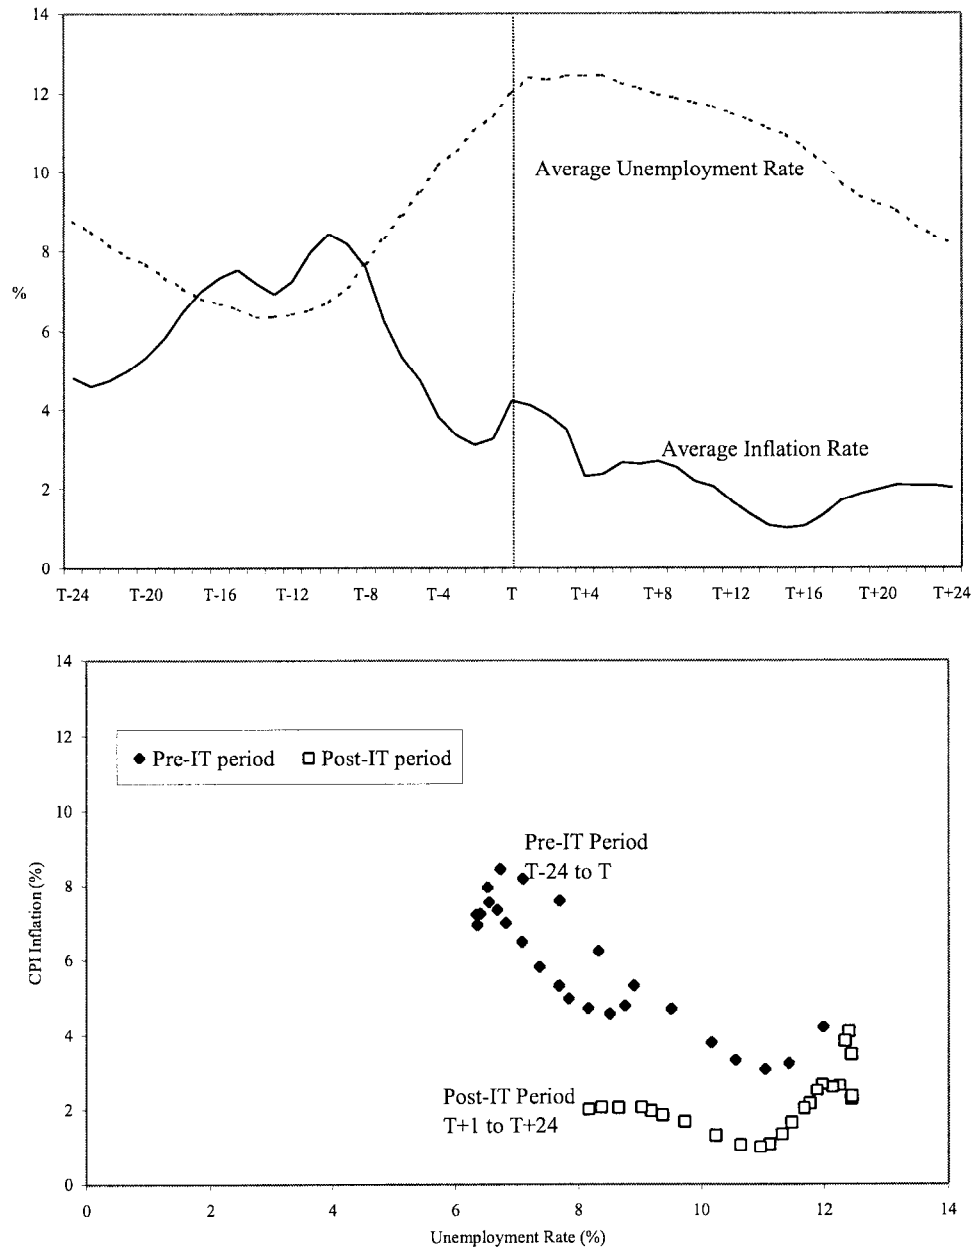 14
12
10
8
6
4
2
0
%
Average Unemployment Rate
Average Inflation Rate
T-24 T-20 T-16 T-12 T-8 T-4 T T+4 T+8 T+12 T+16 T+20 T+24
14
12
10
8
6
4
2
0
CPI Inflation (%)
Pre-IT period Post-IT period
Pre-IT Period
T-24 to T
Post-IT Period
T+1 to T+24
0 2 4 6 8 10 12 14
Unemployment Rate (%)